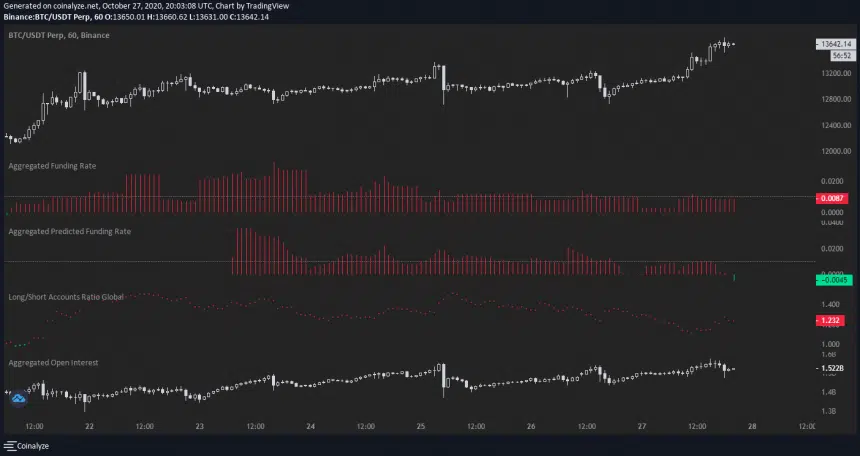 Generated on coinalyze.net, October 27, 2020, 20:03:08 UTC, Chart by TradingView
Binance:BTC/USDT Perp, 60 O:13650.01 H:13660.62 L:13631.00 C:13642.14
BTC/USDT Perp, 60, Binance
13642.14
56:52
13200.00
12800.00
12400.00
12000.00
Aggregated Funding Rate
0.0200
0.0087
0.0000
0.0400
Aggregated Predicted Funding Rate
0.0200
0.0000
−0.0045
Long/Short Accounts Ratio Global
1.400
1.232
1.000
1.6B
Aggregated Open Interest
1.522B
1.4B
1.3B
12:00 22 12:00 23 12:00 24 12:00 25 12:00 26 12:00 27 12:00 28 12:00
Coinalyze